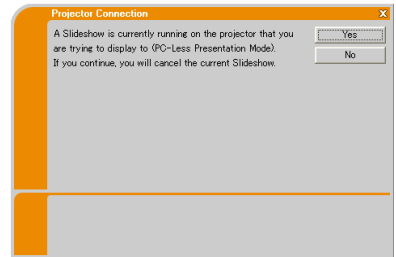 Projector Connection
A Slideshow is currently running on the projector that you
are trying to display to (PC-Less Presentation Mode).
If you continue, you will cancel the current Slideshow.
Yes
No